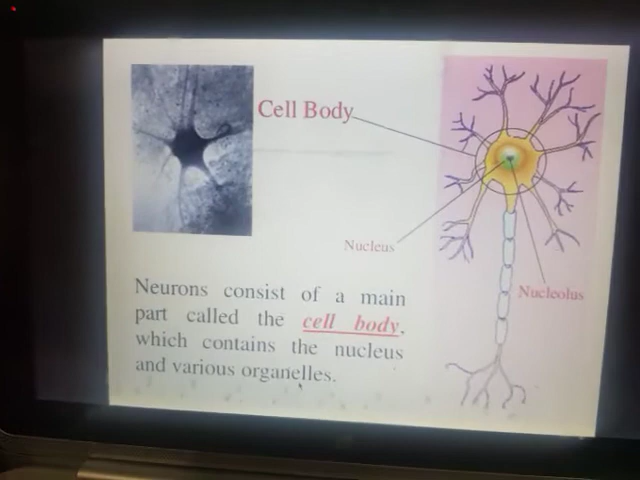 Cell Body
Nucleus
Nucleolus
Neurons consist of a main
part called the cell body,
which contains the nucleus
and various organelles.